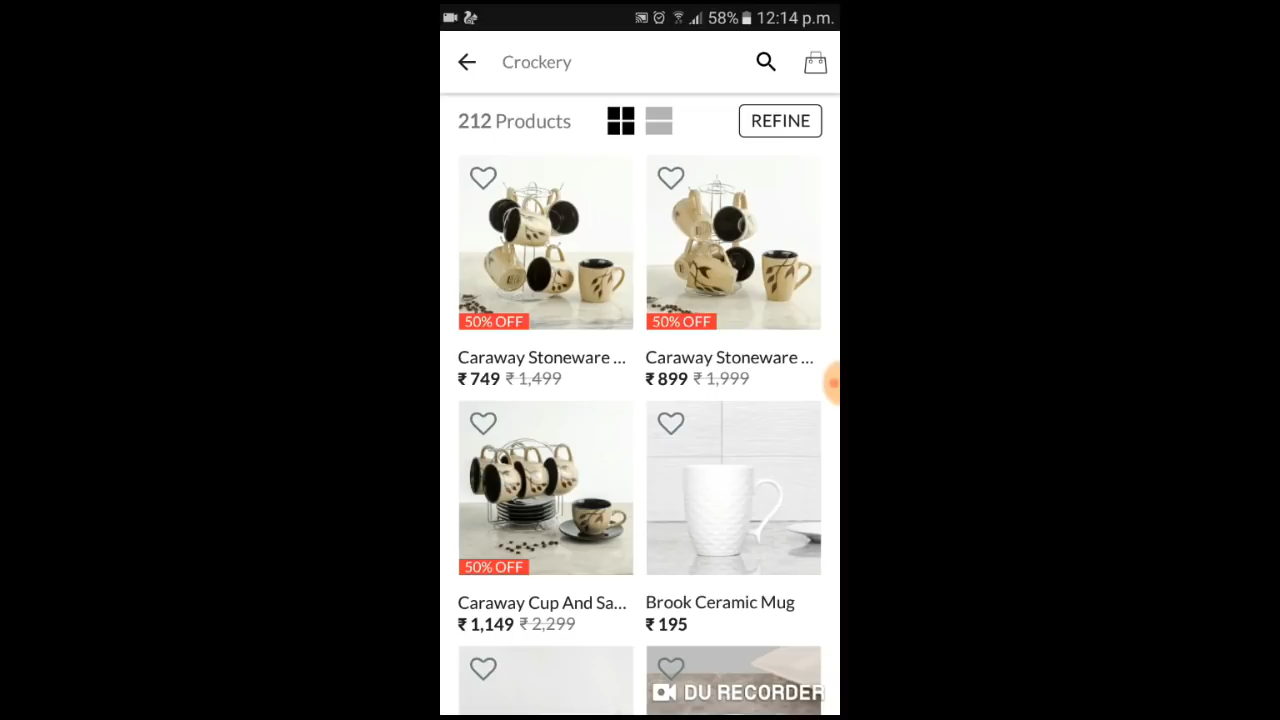 58% 12:14 p.m.
Crockery
212 Products
REFINE
50% OFF
50% OFF
Caraway Stoneware ...
Caraway Stoneware ...
₹ 749 ₹ 1,499
₹ 899 ₹ 1,999
50% OFF
Caraway Cup And Sa...
Brook Ceramic Mug
₹ 1,149 ₹ 2,299
₹ 195
DU RECORDER